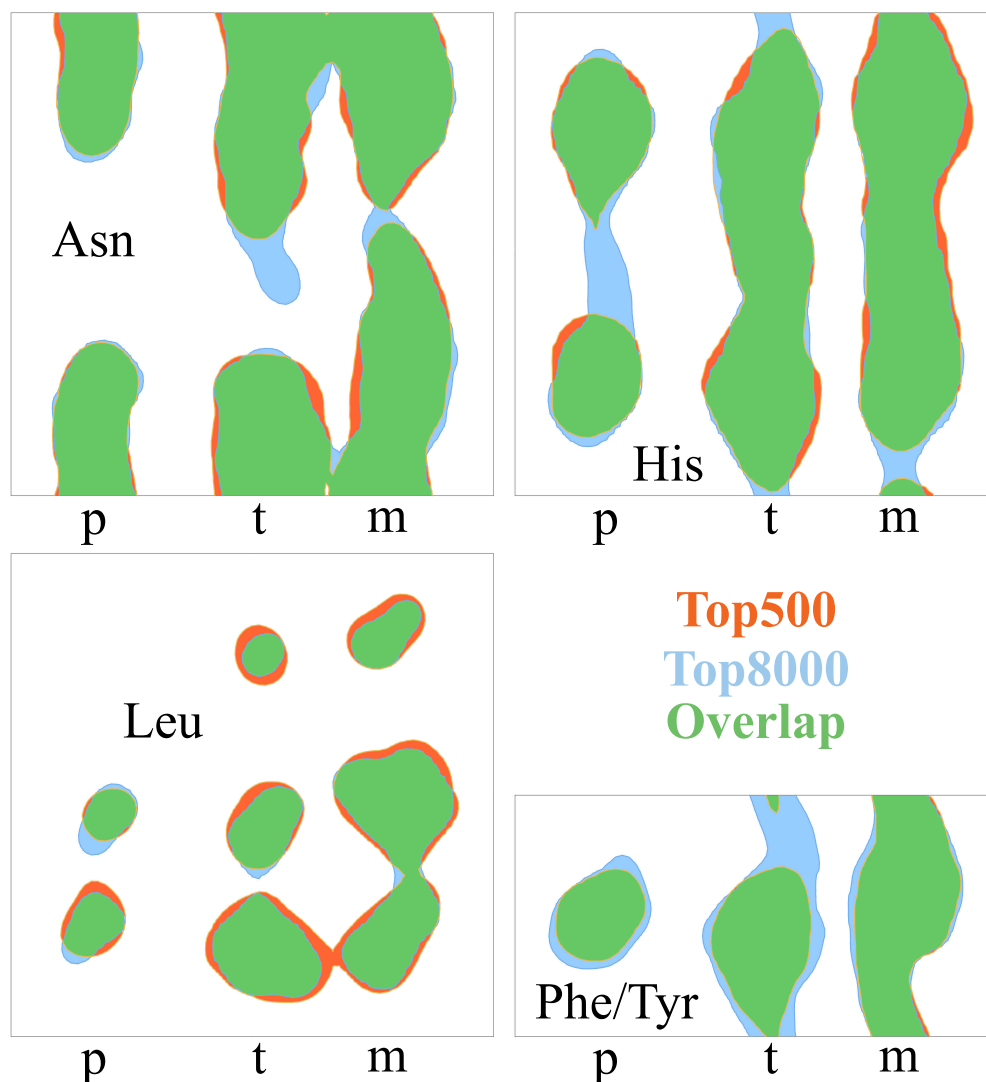 Asn
His
p t m
p t m
Leu
Top500
Top8000
Overlap
Phe/Tyr
p t m
p t m